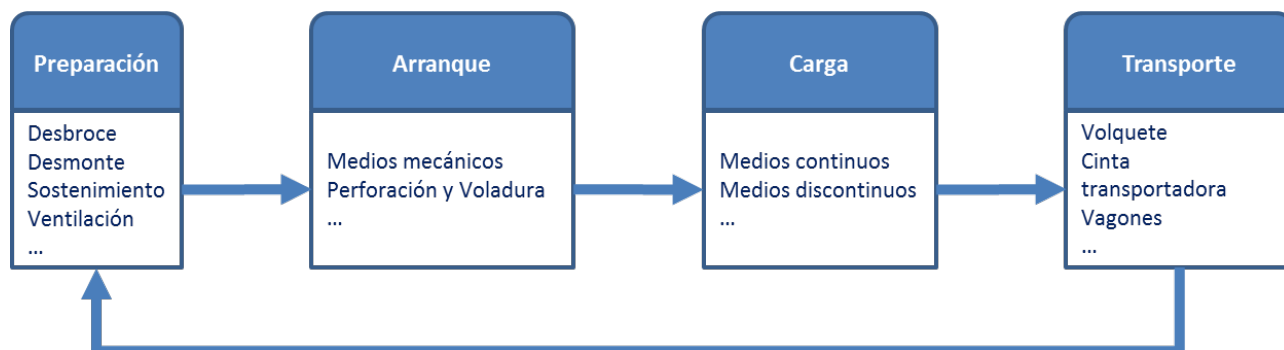 Preparación
Desbroce
Desmonte
Sostenimiento
Ventilación
...
Arranque
Medios mecánicos
Perforación y Voladura
...
Carga
Medios continuos
Medios discontinuos
...
Transporte
Volquete
Cinta
transportadora
Vagones
...